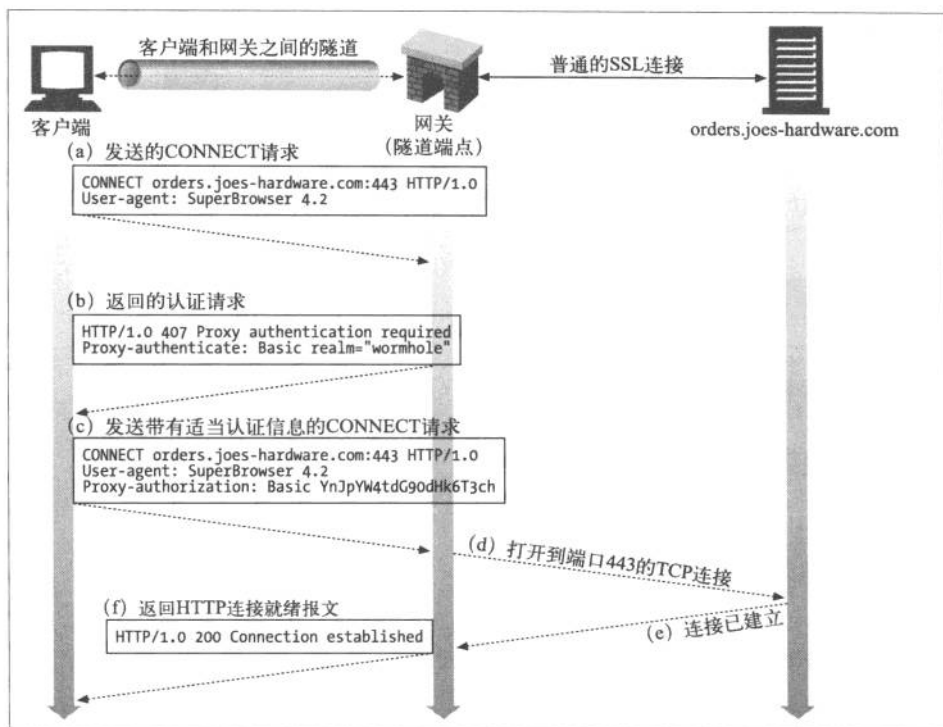 客户端和网关之间的隧道
普通的SSL连接
客户端
网关
（隧道端点）
orders.joes-hardware.com
（a）发送的CONNECT请求
CONNECT orders.joes-hardware.com:443 HTTP/1.0
User-agent: SuperBrowser 4.2
（b）返回的认证请求
HTTP/1.0 407 Proxy authentication required
Proxy-authenticate: Basic realm="wormhole"
（c）发送带有适当认证信息的CONNECT请求
CONNECT orders.joes-hardware.com:443 HTTP/1.0
User-agent: SuperBrowser 4.2
Proxy-authorization: Basic YnJpYW4tdG90dHk6T3ch
（d）打开到端口443的TCP连接
（e）连接已建立
（f）返回HTTP连接就绪报文
HTTP/1.0 200 Connection established